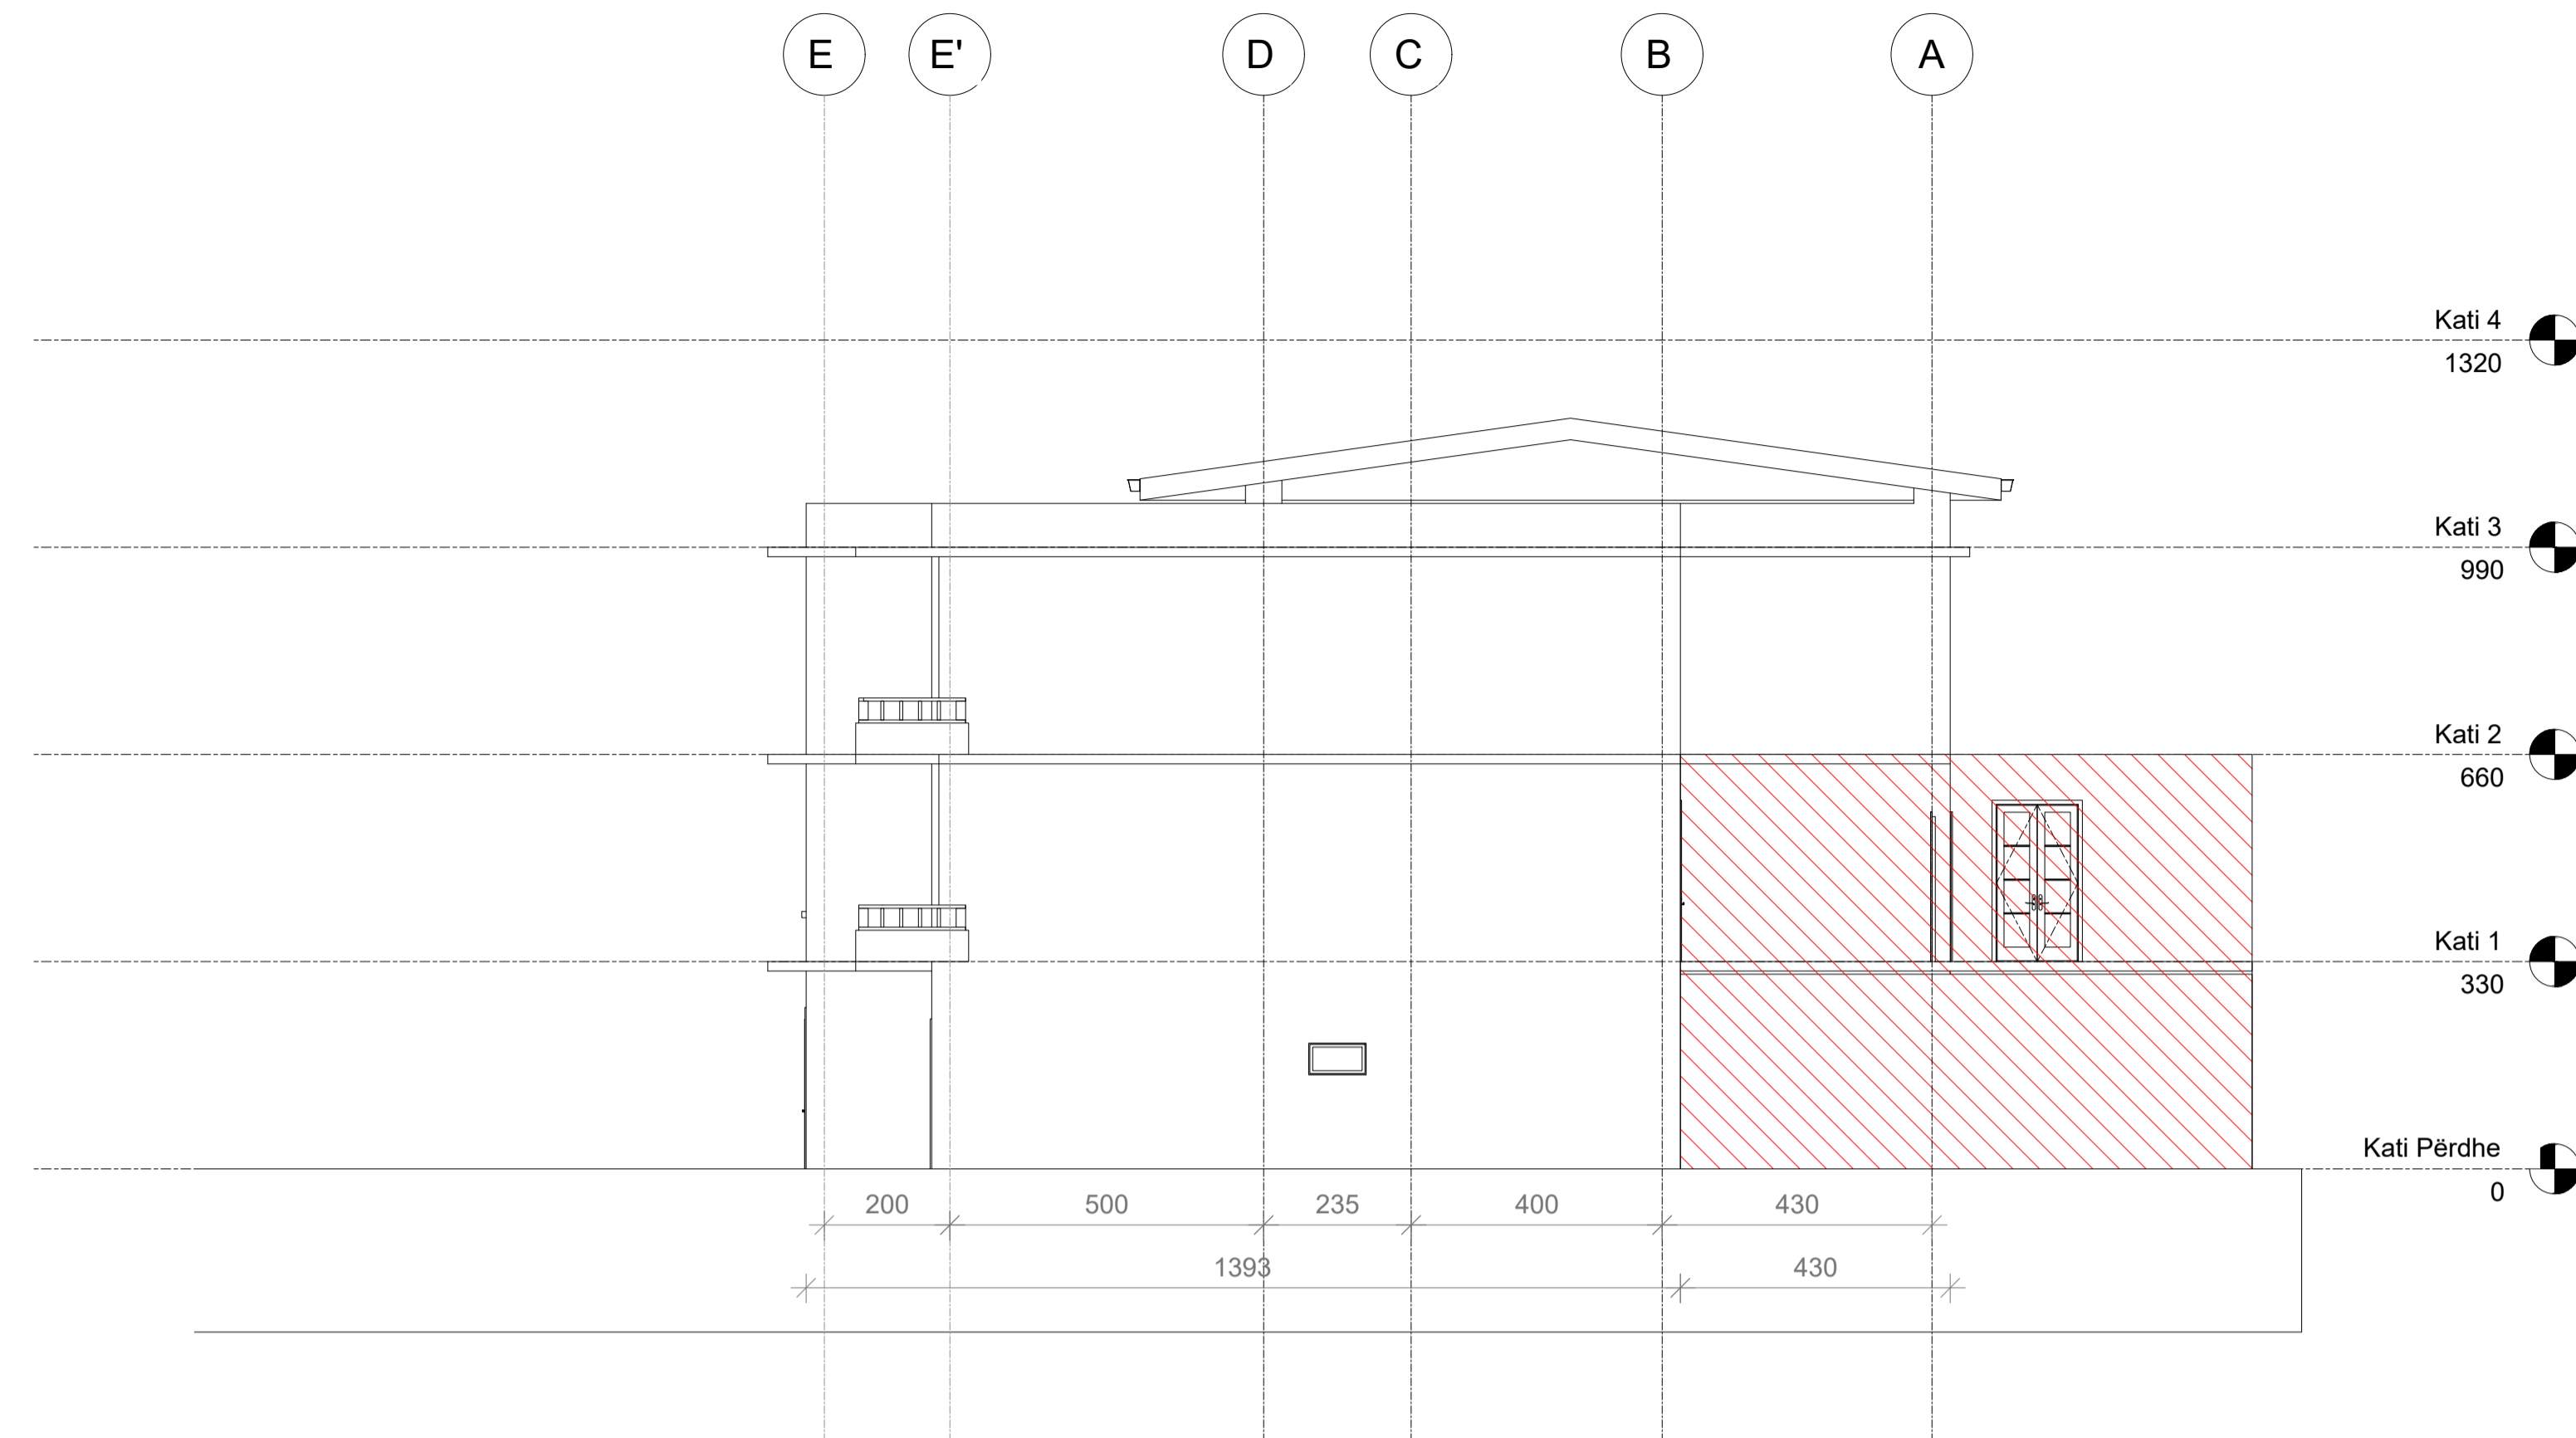 E E' D C B A
Kati 4
1320
Kati 3
990
Kati 2
660
Kati 1
330
Kati Përdhe
0
200 500 235 400 430
1393 430